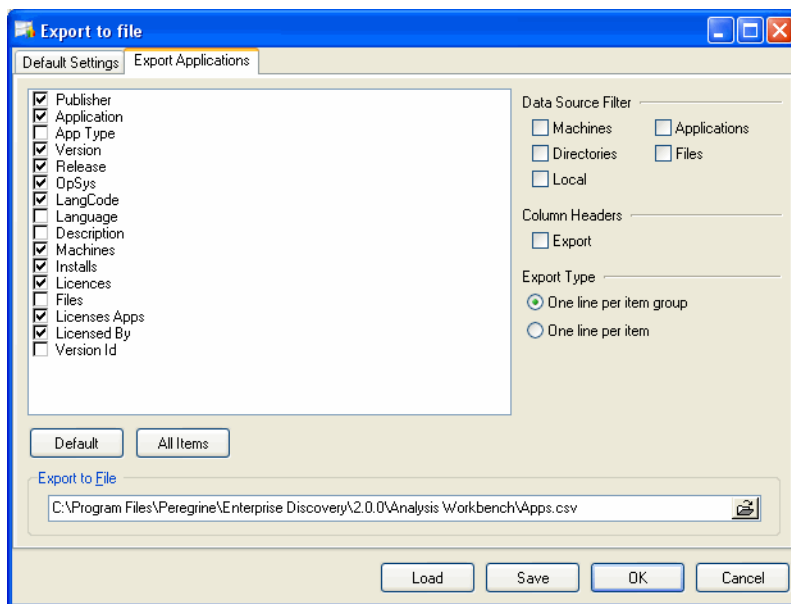 Export to file
Default Settings
Export Applications
Publisher
Application
App Type
Version
Release
OpSys
LangCode
Language
Description
Machines
Installs
Licences
Files
Licenses Apps
Licensed By
Version Id
Data Source Filter
Machines
Applications
Directories
Files
Local
Column Headers
Export
Export Type
One line per item group
One line per item
Default
All Items
Export to File
C:\Program Files\Peregrine\Enterprise Discovery\2.0.0\Analysis Workbench\Apps.csv
Load
Save
OK
Cancel